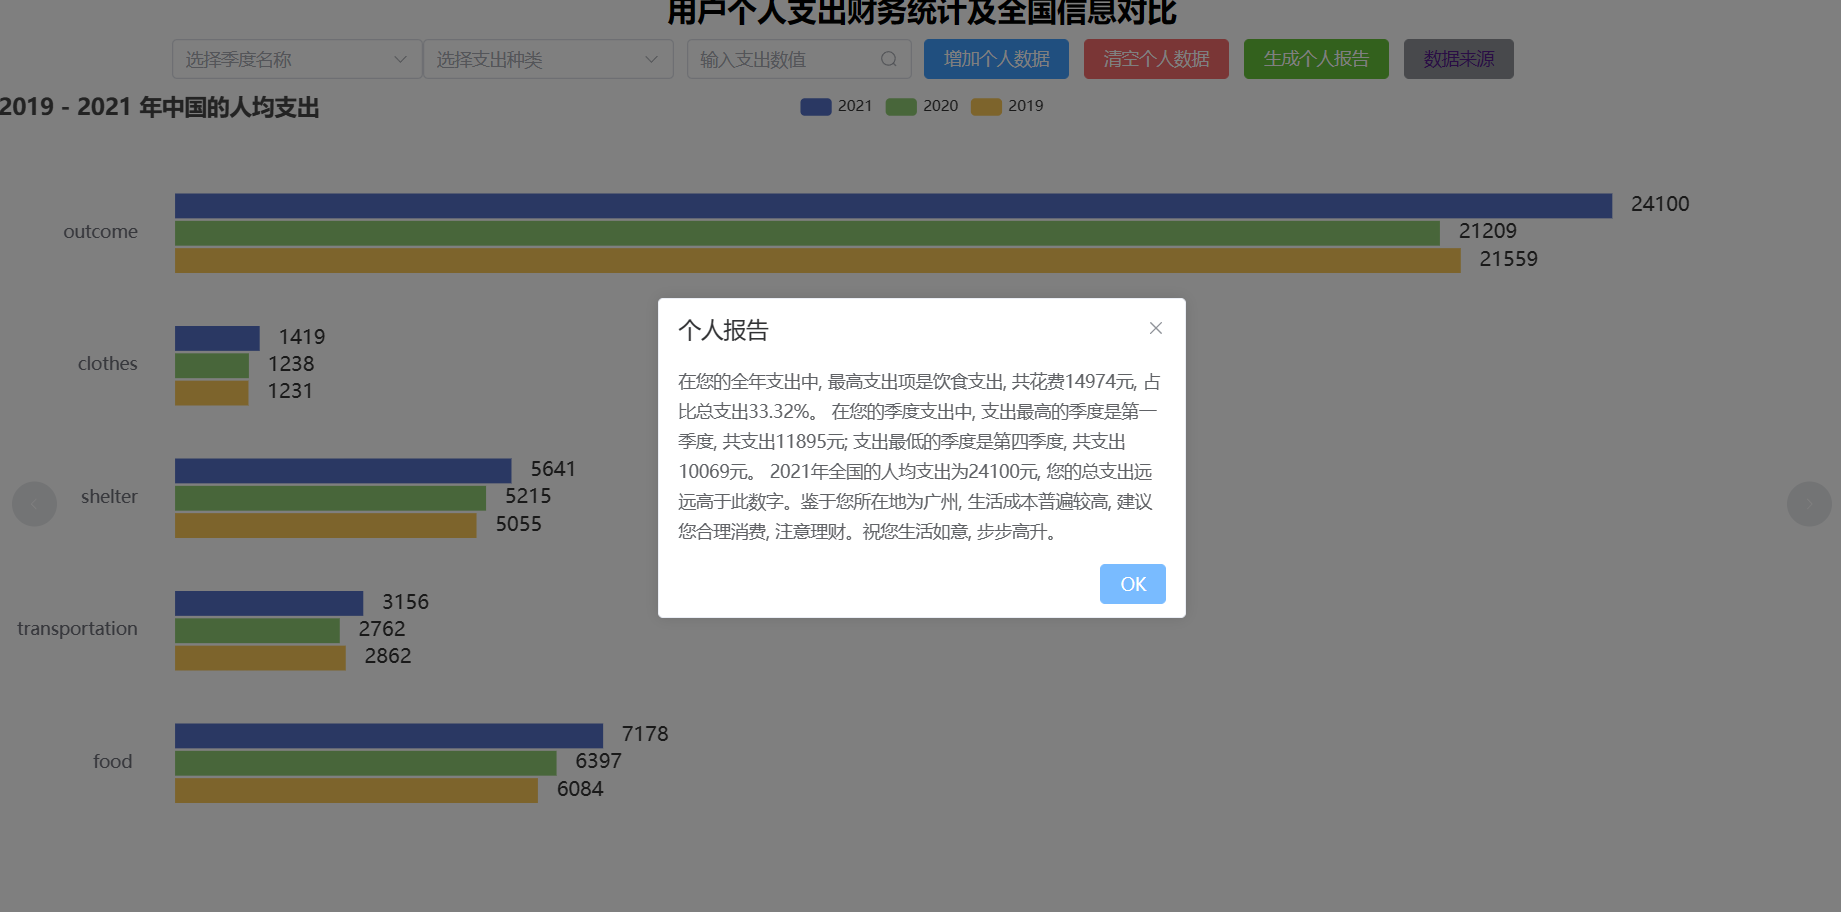 用户个人支出财务统计及全国信息对比
选择季度名称 选择支出种类 输入支出数值 增加个人数据 清空个人数据 生成个人报告 数据来源
2019 - 2021 年中国的人均支出 2021 2020 2019
24100
outcome 21209
21559
1419
clothes 1238
1231
5641
shelter 5215
5055
3156
transportation 2762
2862
7178
food 6397
6084
个人报告
在您的全年支出中, 最高支出项是饮食支出, 共花费14974元, 占
比总支出33.32%。 在您的季度支出中, 支出最高的季度是第一
季度, 共支出11895元; 支出最低的季度是第四季度, 共支出
10069元。 2021年全国的人均支出为24100元, 您的总支出远
远高于此数字。鉴于您所在地为广州, 生活成本普遍较高, 建议
您合理消费, 注意理财。祝您生活如意, 步步高升。
OK